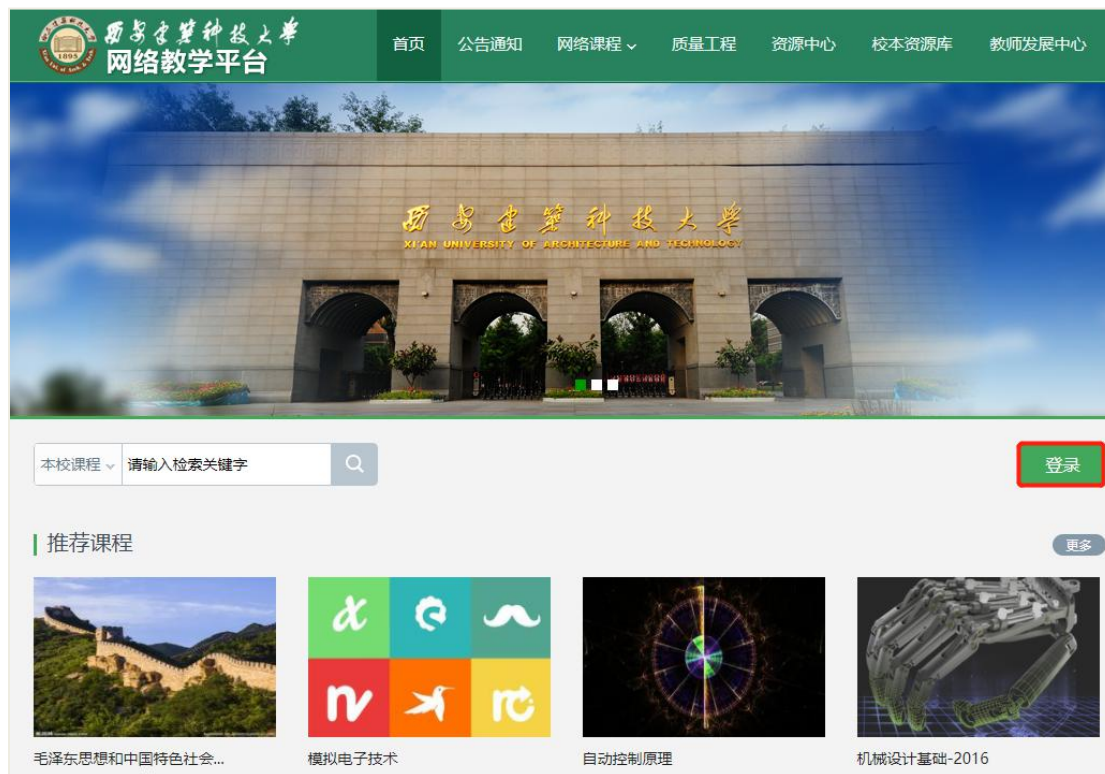 西安建筑科技大学
网络教学平台
1895
首页 公告通知 网络课程 质量工程 资源中心 校本资源库 教师发展中心
西安建筑科技大学
XI'AN UNIVERSITY OF ARCHITECTURE AND TECHNOLOGY
本校课程 请输入检索关键字
登录
推荐课程
更多
毛泽东思想和中国特色社会...
模拟电子技术
自动控制原理
机械设计基础-2016